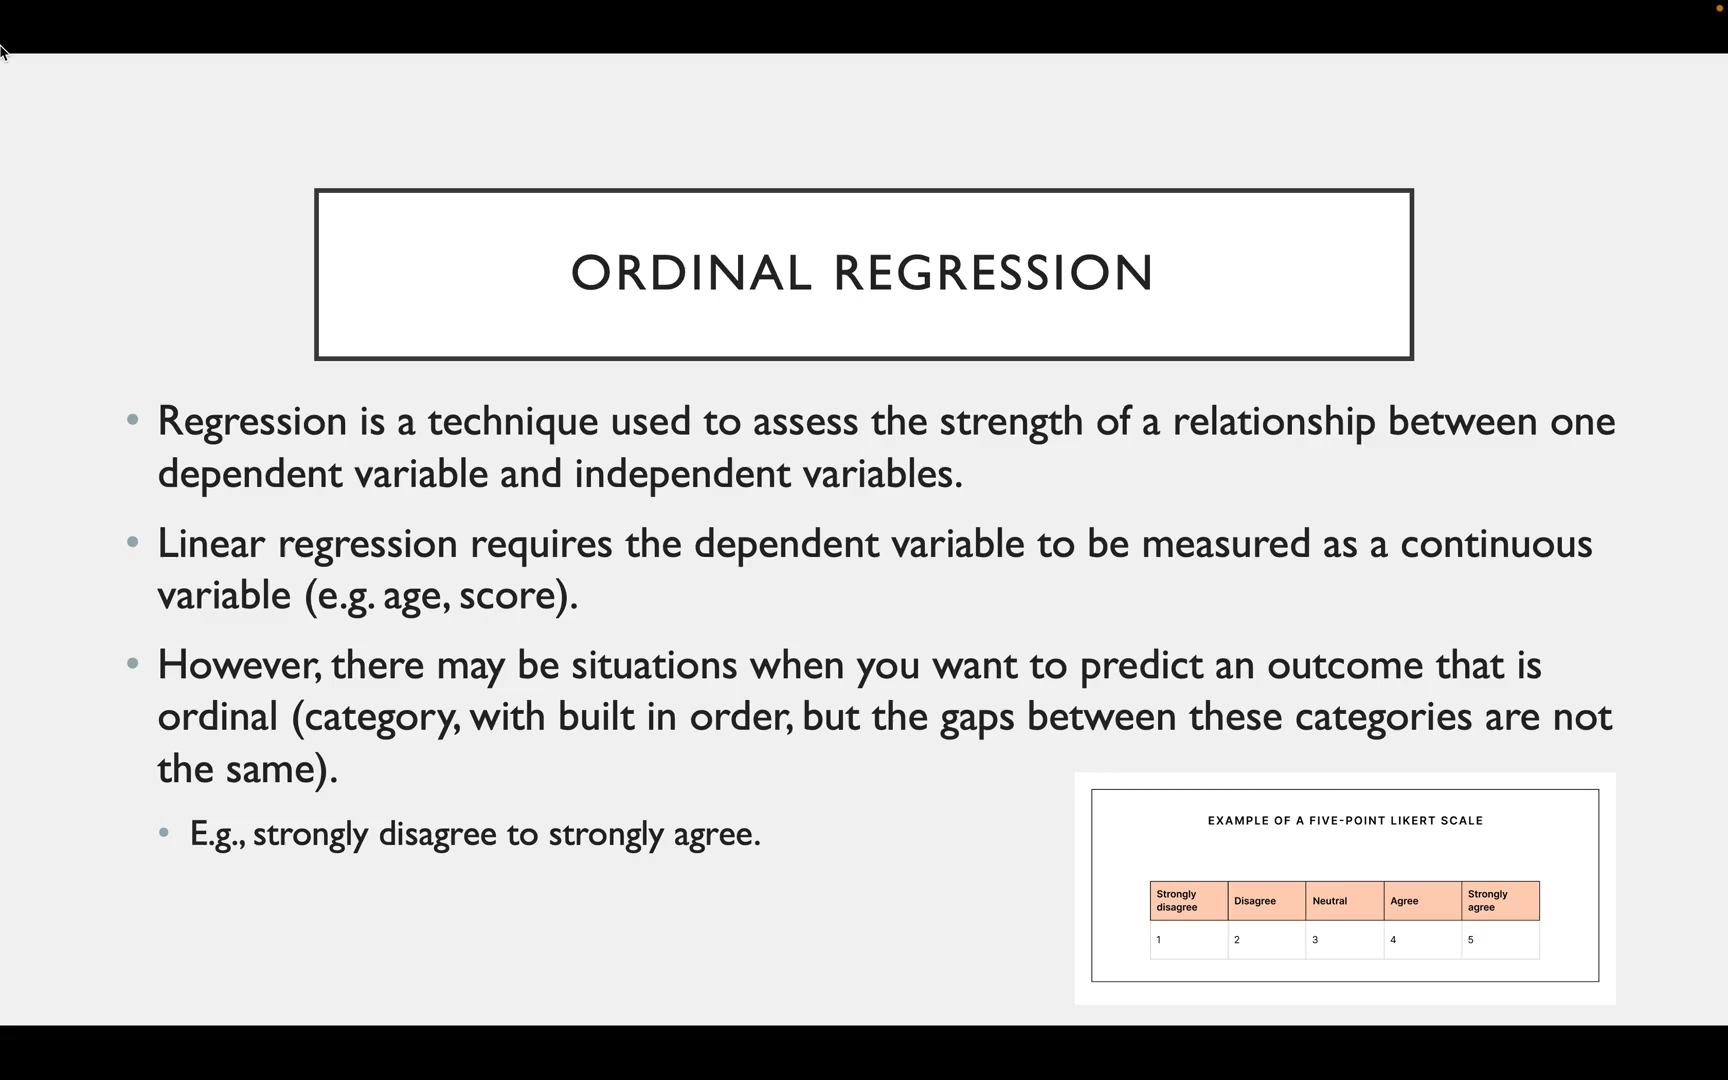 ORDINAL REGRESSION
• Regression is a technique used to assess the strength of a relationship between one
dependent variable and independent variables.
• Linear regression requires the dependent variable to be measured as a continuous
variable (e.g. age, score).
• However, there may be situations when you want to predict an outcome that is
ordinal (category, with built in order, but the gaps between these categories are not
the same).
• E.g., strongly disagree to strongly agree.
EXAMPLE OF A FIVE-POINT LIKERT SCALE
Strongly disagree Disagree Neutral Agree Strongly agree
1 2 3 4 5